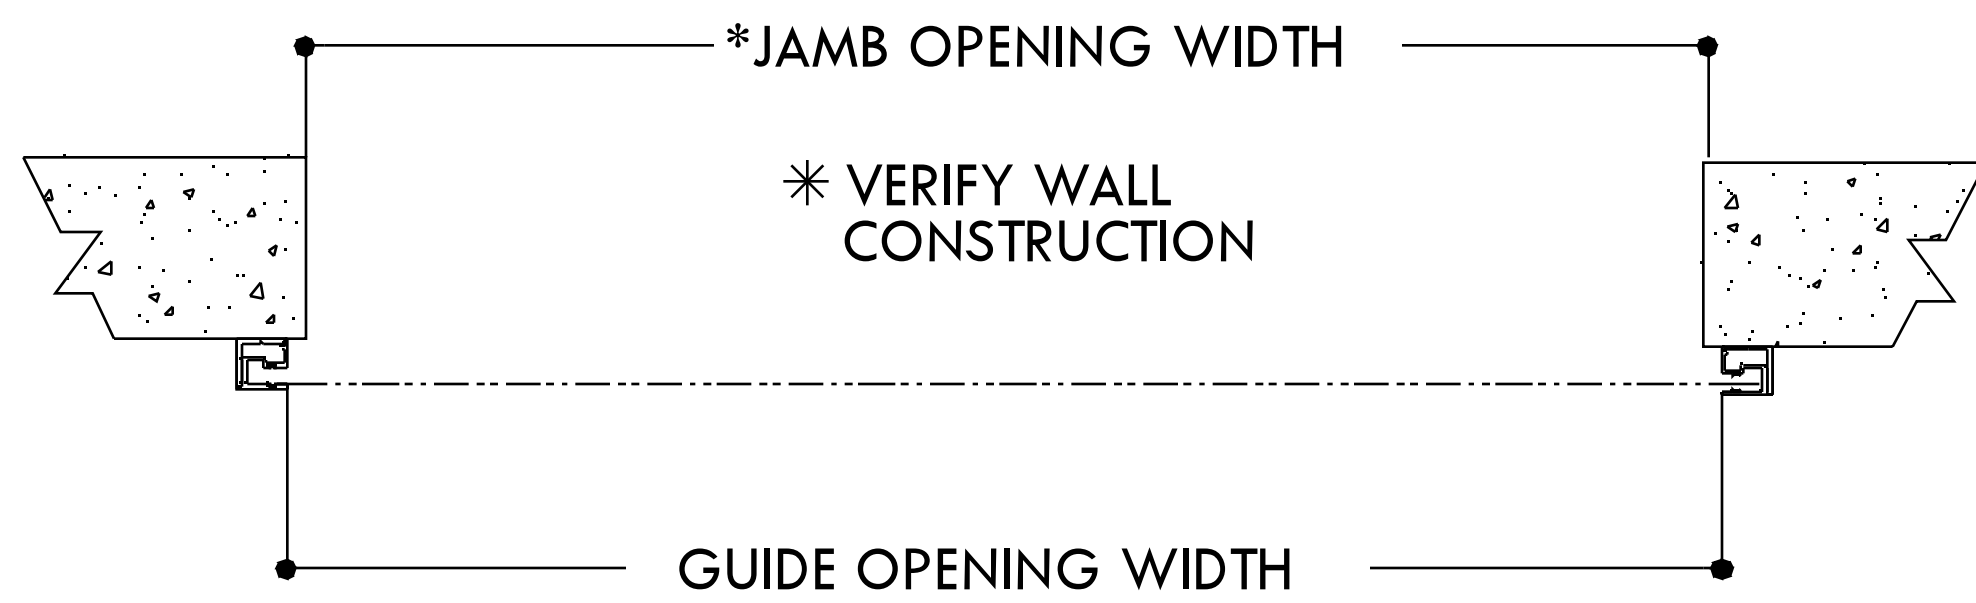 *JAMB OPENING WIDTH
* VERIFY WALL
CONSTRUCTION
GUIDE OPENING WIDTH